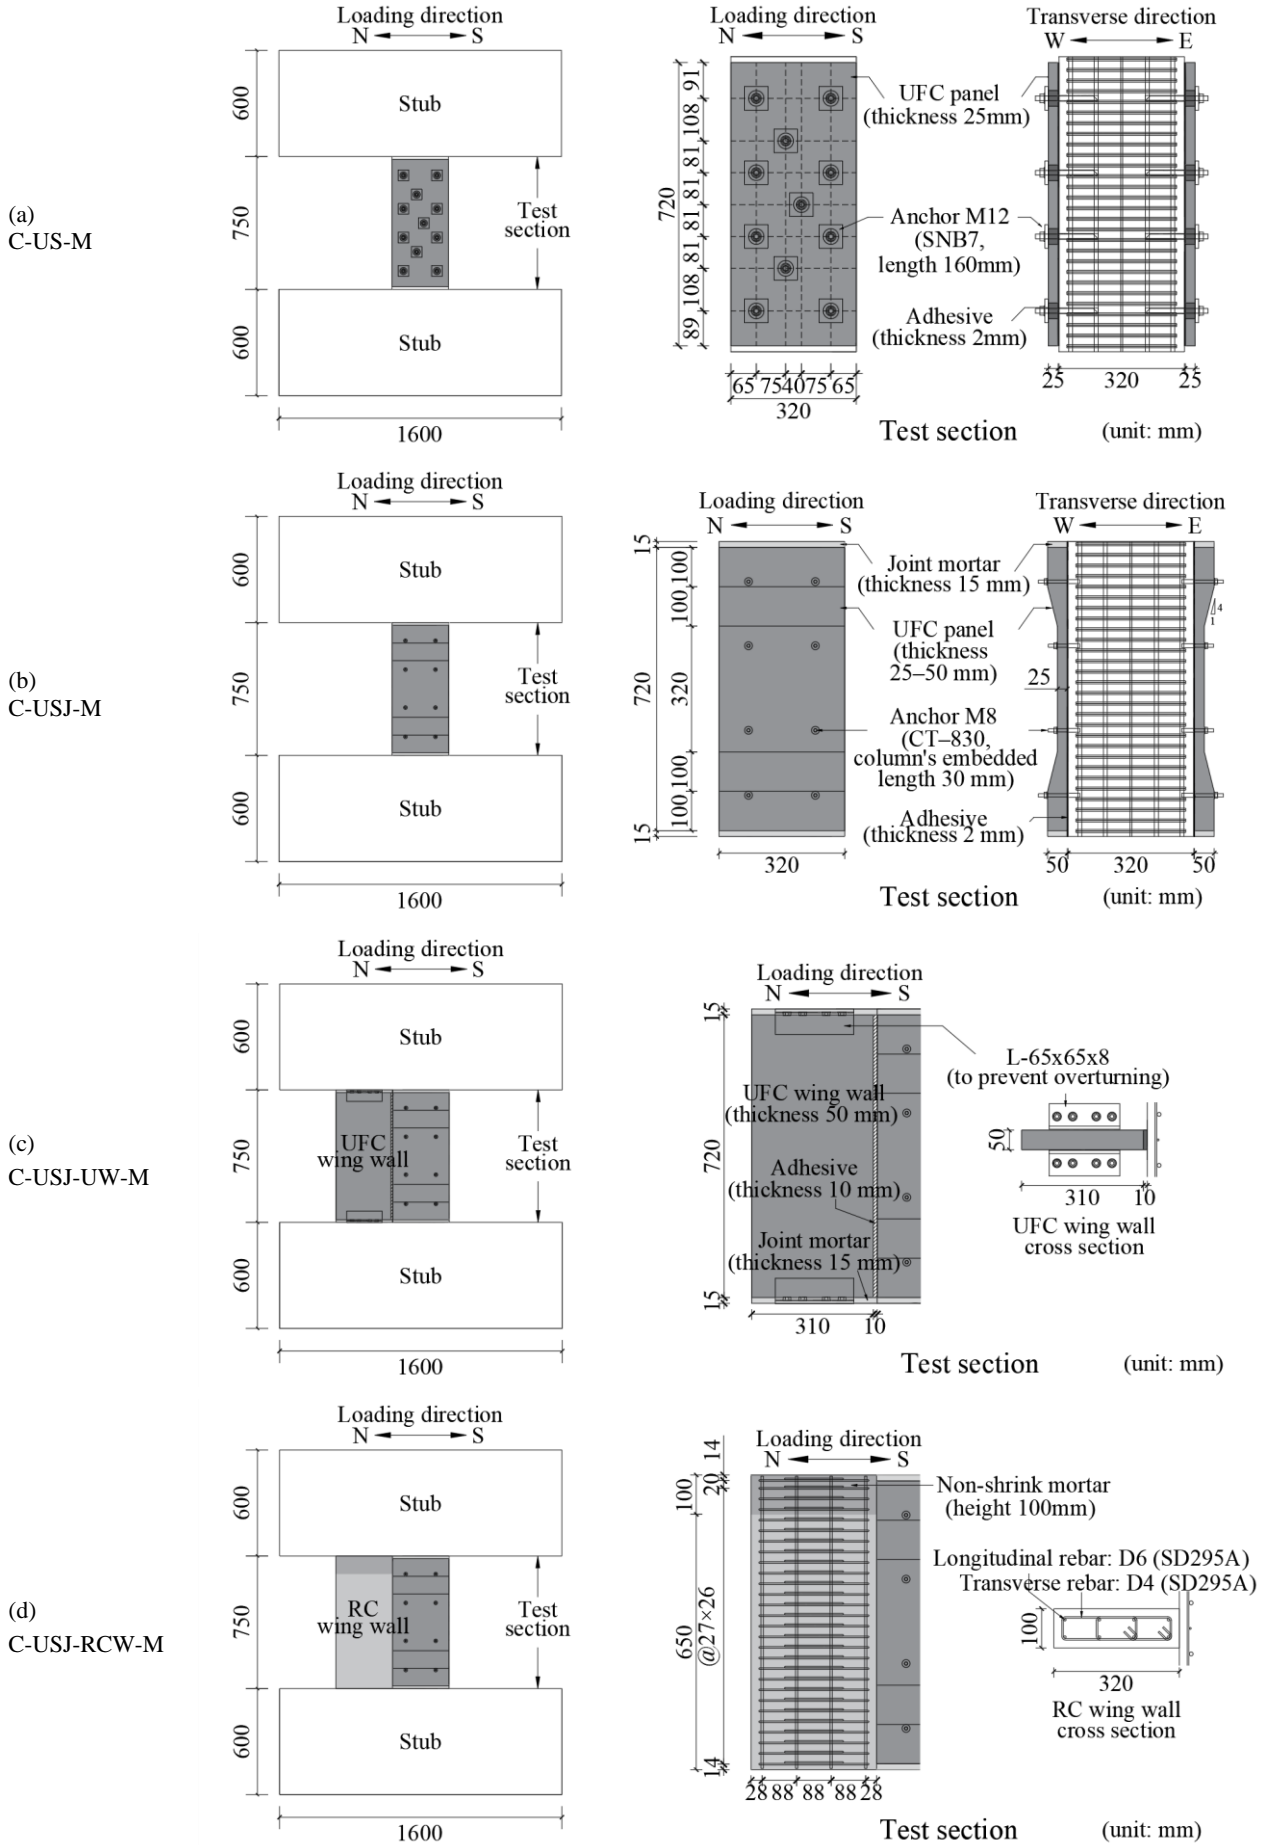 (a)
C-US-M
Loading direction
N S
600
750
600
Stub
Test
section
Stub
1600
Loading direction
N S
720
91
108
81
81
81
81
108
89
65 75 40 75 65
320
UFC panel
(thickness 25mm)
Anchor M12
(SNB7,
length 160mm)
Adhesive
(thickness 2mm)
Transverse direction
W E
25 320 25
Test section (unit: mm)
(b)
C-USJ-M
Loading direction
N S
600
750
600
Stub
Test
section
Stub
1600
Loading direction
N S
15
720
15
100
100
320
100
100
320
Joint mortar
(thickness 15 mm)
UFC panel
(thickness
25–50 mm)
Anchor M8
(CT–830,
column's embedded
length 30 mm)
Adhesive
(thickness 2 mm)
Transverse direction
W E
4
1
25
50 320 50
Test section (unit: mm)
(c)
C-USJ-UW-M
Loading direction
N S
600
750
600
Stub
UFC
wing wall
Test
section
Stub
1600
Loading direction
N S
15
720
15
UFC wing wall
(thickness 50 mm)
Adhesive
(thickness 10 mm)
Joint mortar
(thickness 15 mm)
310 10
L-65x65x8
(to prevent overturning)
50
310 10
UFC wing wall
cross section
Test section (unit: mm)
(d)
C-USJ-RCW-M
Loading direction
N S
600
750
600
Stub
RC
wing wall
Test
section
Stub
1600
Loading direction
N S
100
650
14
20
@27×26
14
28 88 88 88 28
Non-shrink mortar
(height 100mm)
Longitudinal rebar: D6 (SD295A)
Transverse rebar: D4 (SD295A)
100
320
RC wing wall
cross section
Test section (unit: mm)